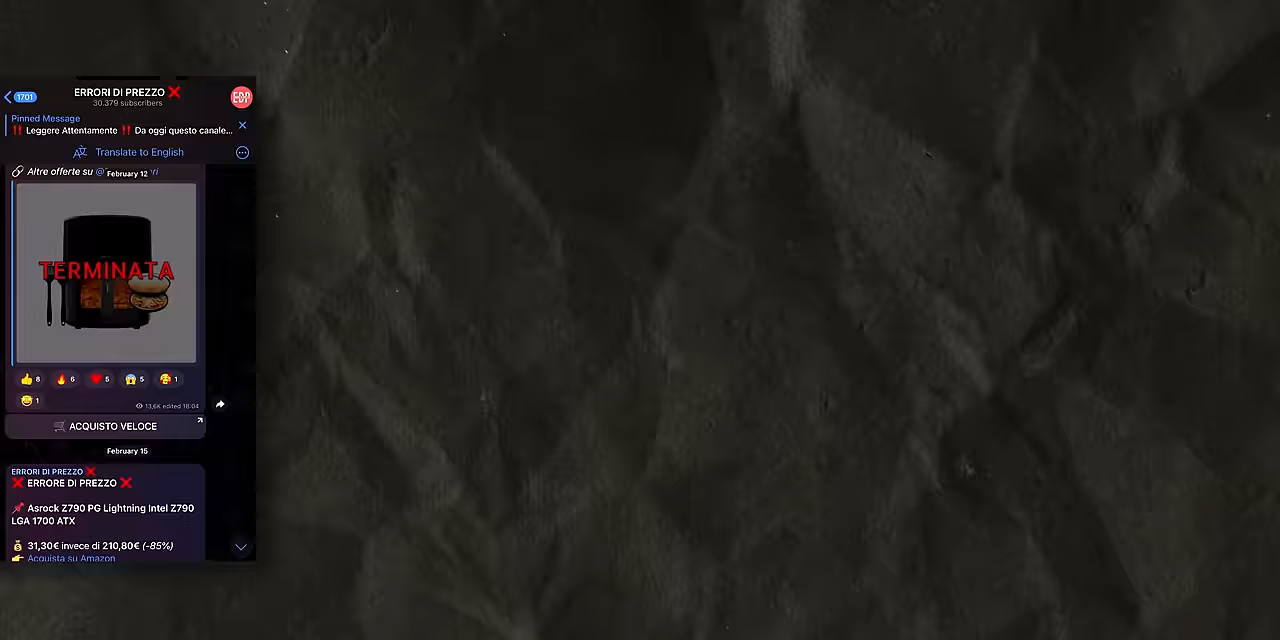 1701
ERRORI DI PREZZO ❌
30.379 subscribers
EDP
Pinned Message
‼️ Leggere Attentamente ‼️ Da oggi questo canale...
Translate to English
Altre offerte su @
February 12
TERMINATA
👍 8 🔥 6 ❤️ 5 😱 5 🥰 1
1
13,6K edited 18:04
🛒 ACQUISTO VELOCE
February 15
ERRORI DI PREZZO ❌
❌ ERRORE DI PREZZO ❌
📌 Asrock Z790 PG Lightning Intel Z790
LGA 1700 ATX
💰 31,30€ invece di 210,80€ (-85%)
👉 Acquista su Amazon